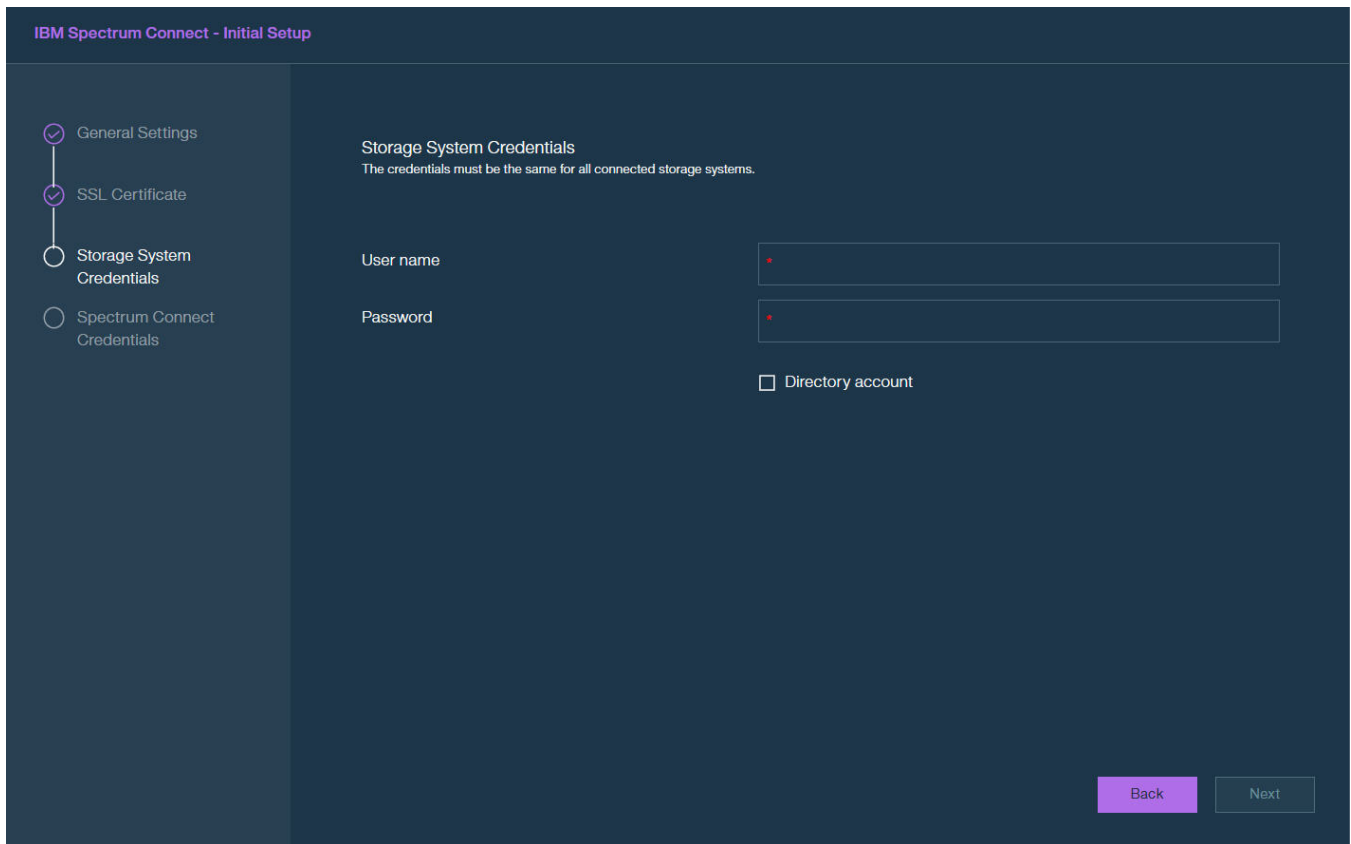 IBM Spectrum Connect - Initial Setup
General Settings
SSL Certificate
Storage System
Credentials
Spectrum Connect
Credentials
Storage System Credentials
The credentials must be the same for all connected storage systems.
User name
*
Password
*
Directory account
Back
Next